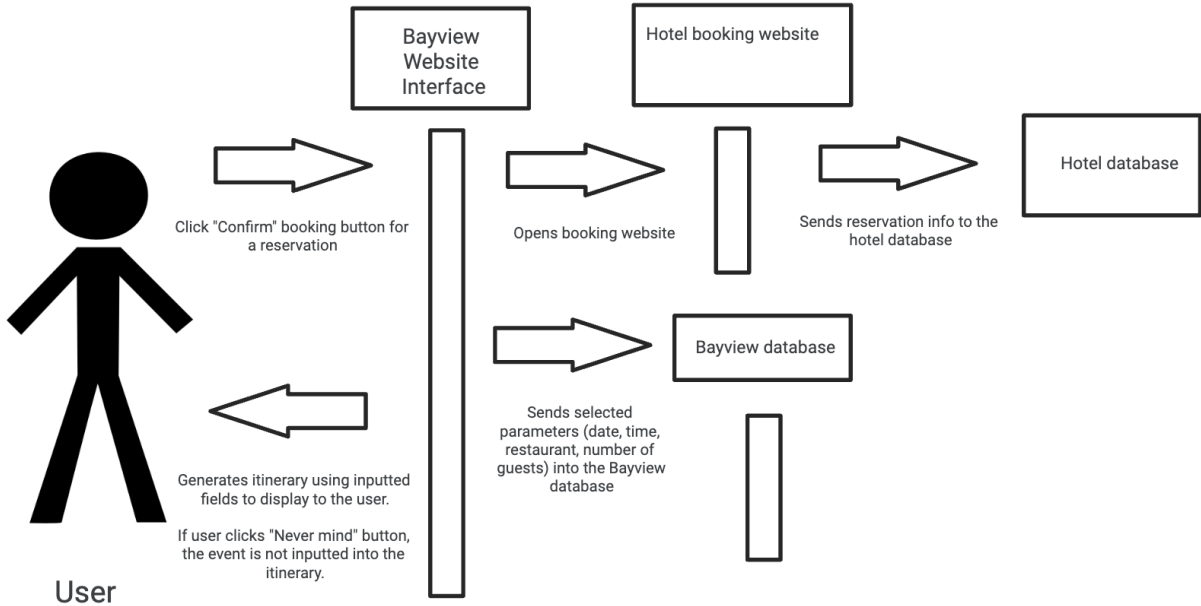 Bayview
Website
Interface
Hotel booking website
Hotel database
Click "Confirm" booking button for
a reservation
Opens booking website
Sends reservation info to the
hotel database
Bayview database
Sends selected
parameters (date, time,
restaurant, number of
guests) into the Bayview
database
Generates itinerary using inputted
fields to display to the user.
If user clicks "Never mind" button,
the event is not inputted into the
itinerary.
User